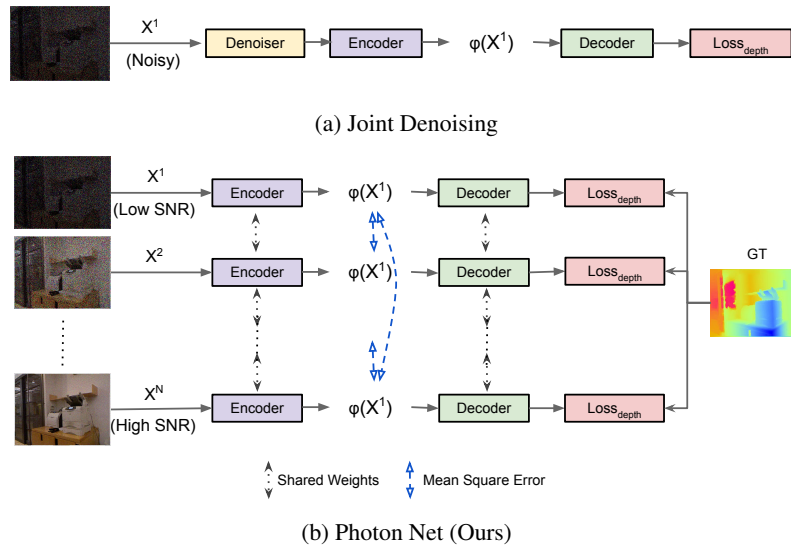 X¹
(Noisy)
Denoiser
Encoder
φ(X¹)
Decoder
Loss_depth
(a) Joint Denoising
X¹
(Low SNR)
Encoder
φ(X¹)
Decoder
Loss_depth
X²
Encoder
φ(X¹)
Decoder
Loss_depth
GT
X^N
(High SNR)
Encoder
φ(X¹)
Decoder
Loss_depth
Shared Weights
Mean Square Error
(b) Photon Net (Ours)